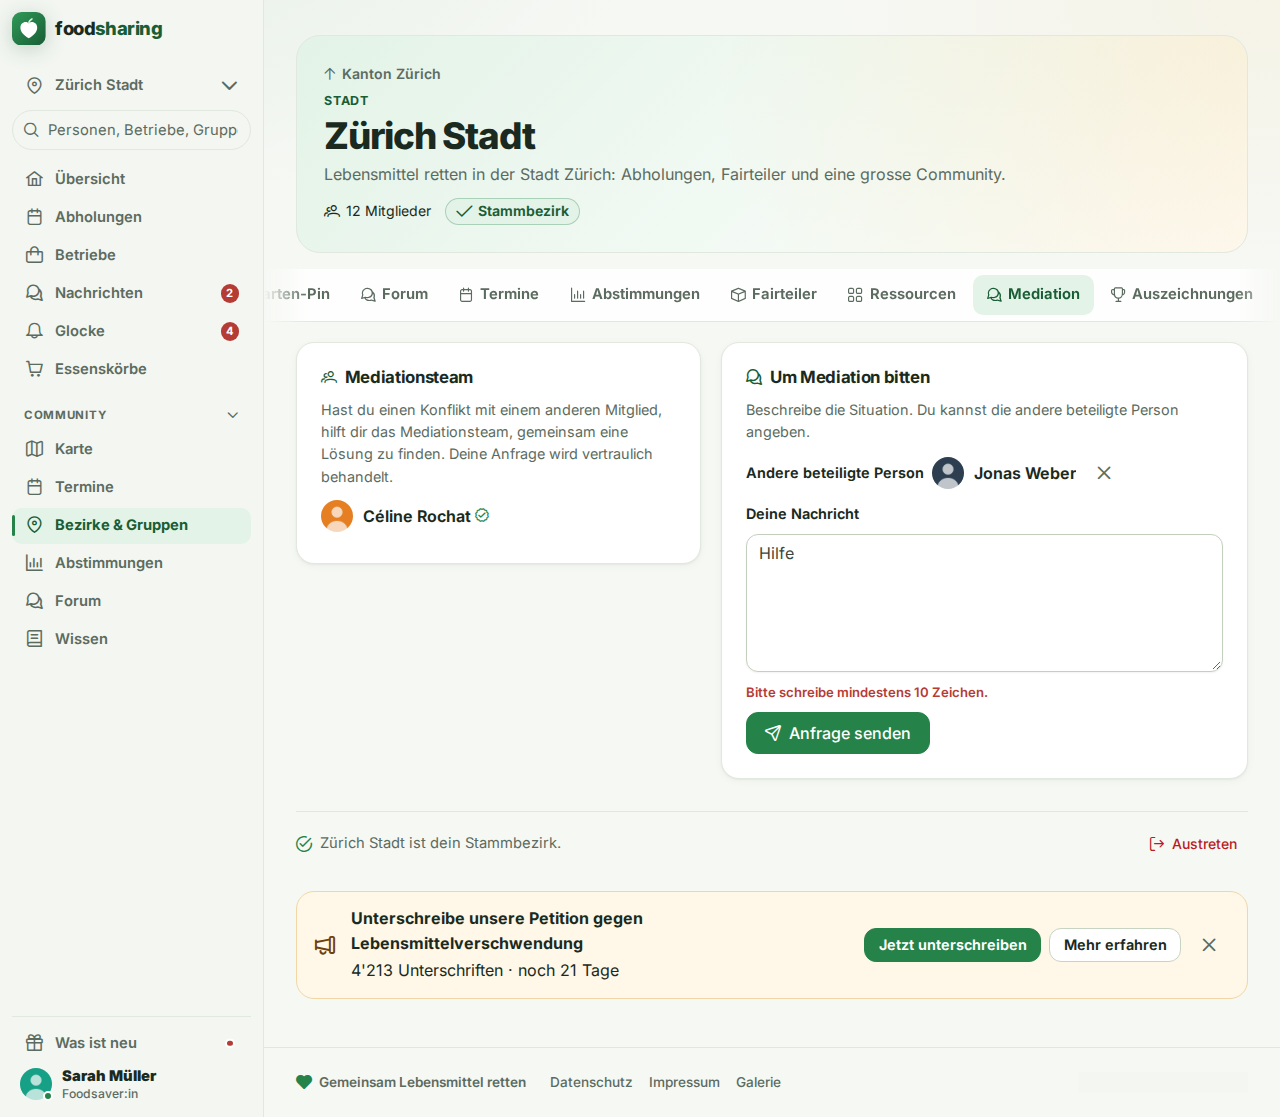 foodsharing
Zürich Stadt
Personen, Betriebe, Grupp
Übersicht
Abholungen
Betriebe
Nachrichten 2
Glocke 4
Essenskörbe
COMMUNITY
Karte
Termine
Bezirke & Gruppen
Abstimmungen
Forum
Wissen
Was ist neu
Sarah Müller
Foodsaver:in
Kanton Zürich
STADT
Zürich Stadt
Lebensmittel retten in der Stadt Zürich: Abholungen, Fairteiler und eine grosse Community.
12 Mitglieder Stammbezirk
rten-Pin Forum Termine Abstimmungen Fairteiler Ressourcen Mediation Auszeichnungen
Mediationsteam
Hast du einen Konflikt mit einem anderen Mitglied,
hilft dir das Mediationsteam, gemeinsam eine
Lösung zu finden. Deine Anfrage wird vertraulich
behandelt.
Céline Rochat
Um Mediation bitten
Beschreibe die Situation. Du kannst die andere beteiligte Person
angeben.
Andere beteiligte Person Jonas Weber
Deine Nachricht
Hilfe
Bitte schreibe mindestens 10 Zeichen.
Anfrage senden
Zürich Stadt ist dein Stammbezirk.
Austreten
Unterschreibe unsere Petition gegen
Lebensmittelverschwendung
4'213 Unterschriften · noch 21 Tage
Jetzt unterschreiben
Mehr erfahren
Gemeinsam Lebensmittel retten Datenschutz Impressum Galerie